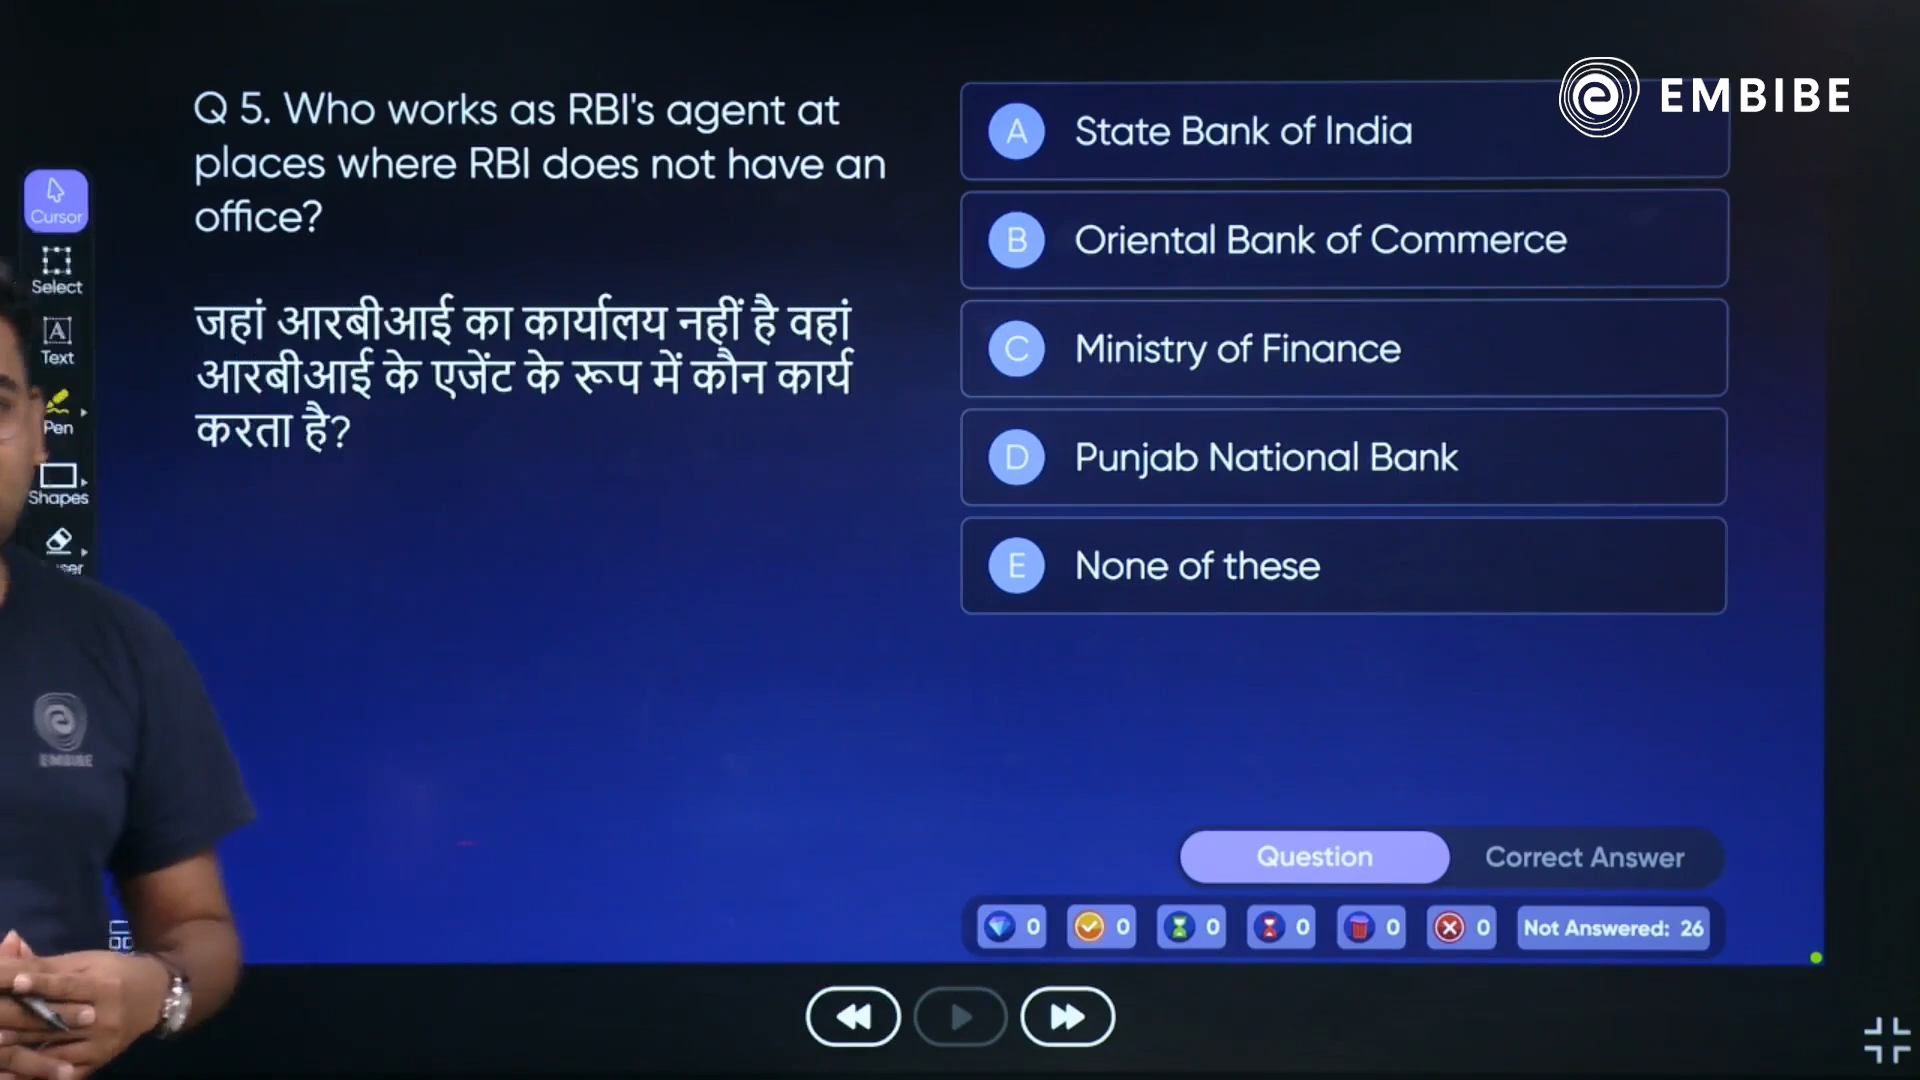 EMBIBE
Q 5. Who works as RBI's agent at
places where RBI does not have an
office?
जहां आरबीआई का कार्यालय नहीं है वहां
आरबीआई के एजेंट के रूप में कौन कार्य
करता है?
A State Bank of India
B Oriental Bank of Commerce
C Ministry of Finance
D Punjab National Bank
E None of these
Cursor
Select
A
Text
Pen
Shapes
EMBIBE
Question
Correct Answer
0
0
0
0
0
0
Not Answered: 26